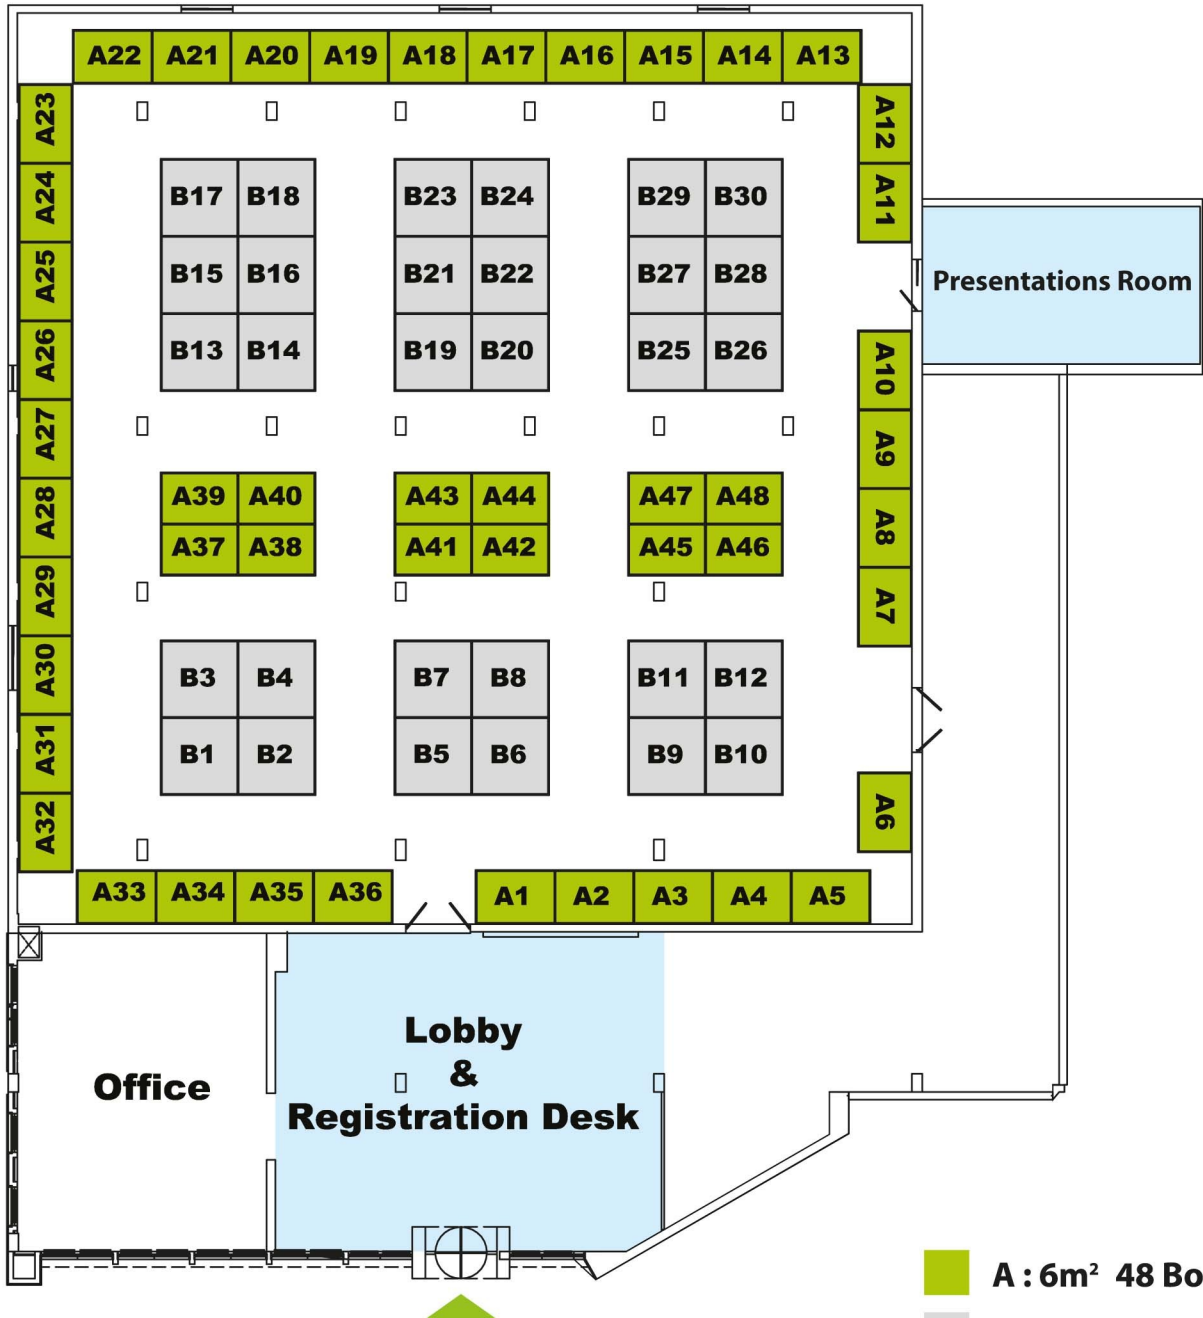 A22 A21 A20 A19 A18 A17 A16 A15 A14 A13
A23
A24
A25
A26
A27
A28
A29
A30
A31
A32
A12
A11
B17 B18 B23 B24 B29 B30
B15 B16 B21 B22 B27 B28
B13 B14 B19 B20 B25 B26
Presentations Room
A10
A9
A8
A7
A39 A40 A43 A44 A47 A48
A37 A38 A41 A42 A45 A46
B3 B4 B7 B8 B11 B12
B1 B2 B5 B6 B9 B10
A6
A33 A34 A35 A36 A1 A2 A3 A4 A5
Office
Lobby
&
Registration Desk
A : 6m² 48 Bo